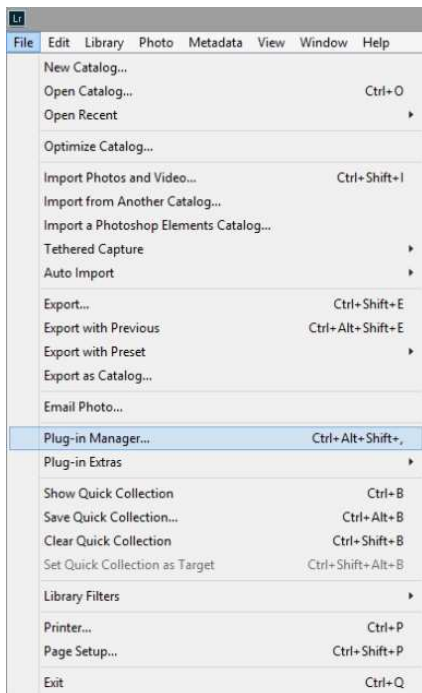 Lr
File Edit Library Photo Metadata View Window Help
New Catalog...
Open Catalog... Ctrl+O
Open Recent
Optimize Catalog...
Import Photos and Video... Ctrl+Shift+I
Import from Another Catalog...
Import a Photoshop Elements Catalog...
Tethered Capture
Auto Import
Export... Ctrl+Shift+E
Export with Previous Ctrl+Alt+Shift+E
Export with Preset
Export as Catalog...
Email Photo...
Plug-in Manager... Ctrl+Alt+Shift+,
Plug-in Extras
Show Quick Collection Ctrl+B
Save Quick Collection... Ctrl+Alt+B
Clear Quick Collection Ctrl+Shift+B
Set Quick Collection as Target Ctrl+Shift+Alt+B
Library Filters
Printer... Ctrl+P
Page Setup... Ctrl+Shift+P
Exit Ctrl+Q